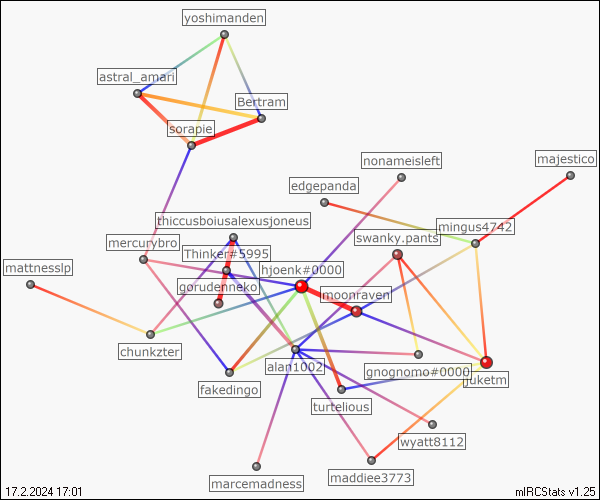 yoshimanden
astral_amari
Bertram
sorapie
nonameisleft
majestico
edgepanda
thiccusboiusalexusjoneus
mingus4742
swanky.pants
mercurybro
Thinker#5995
mattnesslp
hjoenk#0000
gorudenneko
moonraven
chunkzter
alan1002
gnognomo#0000
juketm
fakedingo
turtelious
wyatt8112
marcemadness
maddiee3773
17.2.2024 17:01
mIRCStats v1.25